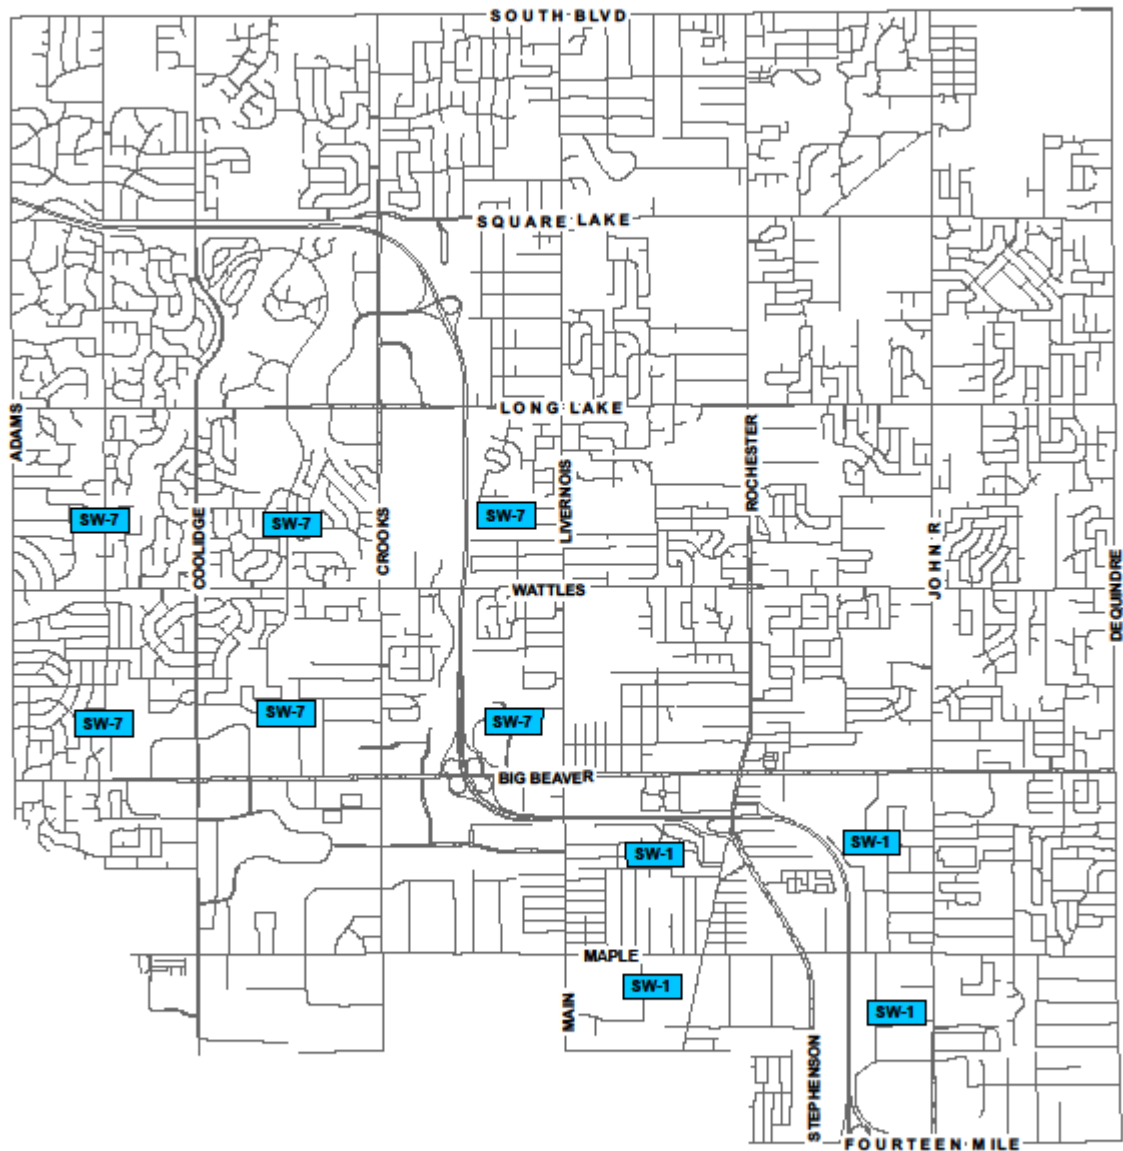 SOUTH BLVD
SQUARE LAKE
LONG LAKE
ADAMS
ROCHESTER
LIVERNOIS
SW-7
SW-7
SW-7
COOLIDGE
CROOKS
JOHN R
DEQUINDRE
WATTLES
SW-7
SW-7
SW-7
BIG BEAVER
SW-1
SW-1
MAPLE
SW-1
MAIN
SW-1
STEPHENSON
FOURTEEN MILE